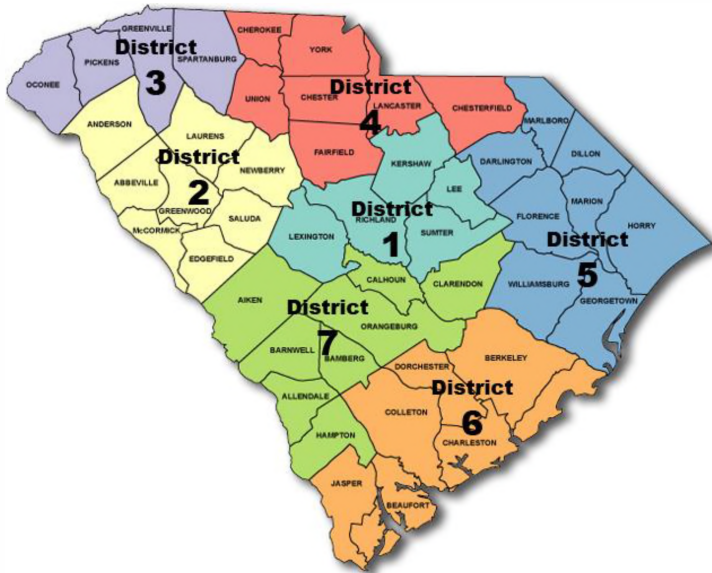 GREENVILLE
CHEROKEE
YORK
District
3
PICKENS
SPARTANBURG
OCONEE
UNION
CHESTER
District
4
LANCASTER
CHESTERFIELD
MARLBORO
ANDERSON
LAURENS
FAIRFIELD
KERSHAW
DARLINGTON
DILLON
District
2
NEWBERRY
ABBEVILLE
GREENWOOD
LEE
MARION
McCORMICK
SALUDA
District
1
RICHLAND
FLORENCE
HORRY
LEXINGTON
SUMTER
EDGEFIELD
District
5
CALHOUN
CLARENDON
WILLIAMSBURG
AIKEN
GEORGETOWN
District
7
ORANGEBURG
BARNWELL
BAMBERG
BERKELEY
DORCHESTER
ALLENDALE
District
6
COLLETON
HAMPTON
CHARLESTON
JASPER
BEAUFORT